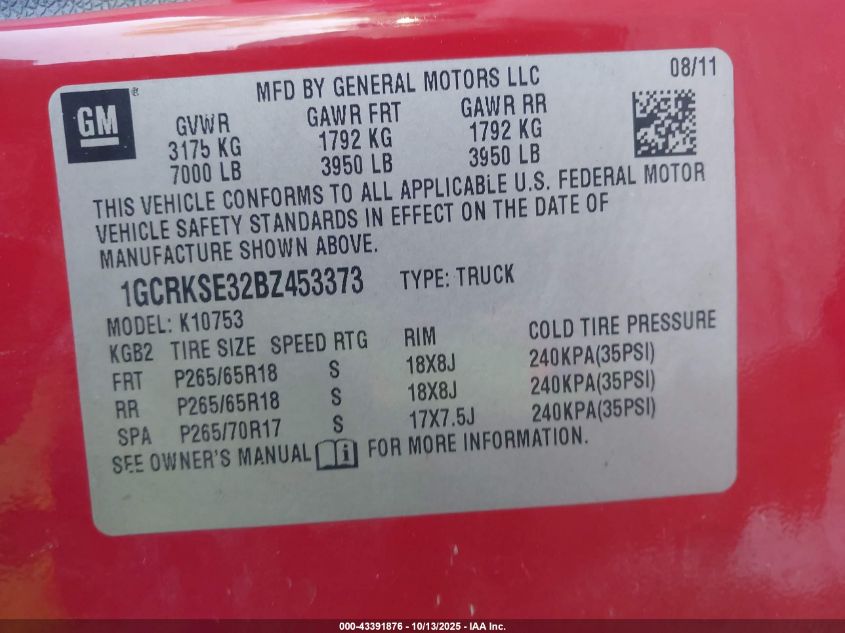 08/11
MFD BY GENERAL MOTORS LLC
GM®
GVWR GAWR FRT GAWR RR
3175 KG 1792 KG 1792 KG
7000 LB 3950 LB 3950 LB
THIS VEHICLE CONFORMS TO ALL APPLICABLE U.S. FEDERAL MOTOR
VEHICLE SAFETY STANDARDS IN EFFECT ON THE DATE OF
MANUFACTURE SHOWN ABOVE.
1GCRKSE32BZ453373 TYPE: TRUCK
MODEL: K10753
KGB2 TIRE SIZE SPEED RTG RIM COLD TIRE PRESSURE
FRT P265/65R18 S 18X8J 240KPA(35PSI)
RR P265/65R18 S 18X8J 240KPA(35PSI)
SPA P265/70R17 S 17X7.5J 240KPA(35PSI)
SEE OWNER'S MANUAL i FOR MORE INFORMATION.
000-43391876 - 10/13/2025 - IAA Inc.